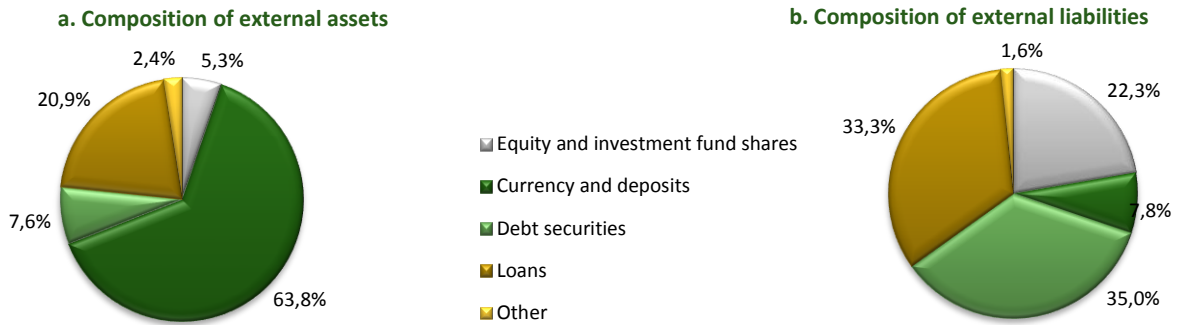 a. Composition of external assets
2,4%
5,3%
20,9%
7,6%
63,8%
Equity and investment fund shares
Currency and deposits
Debt securities
Loans
Other
b. Composition of external liabilities
1,6%
22,3%
33,3%
7,8%
35,0%